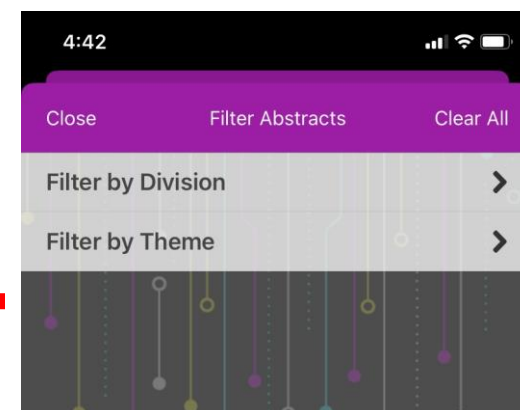 4:42
Close Filter Abstracts Clear All
Filter by Division
Filter by Theme